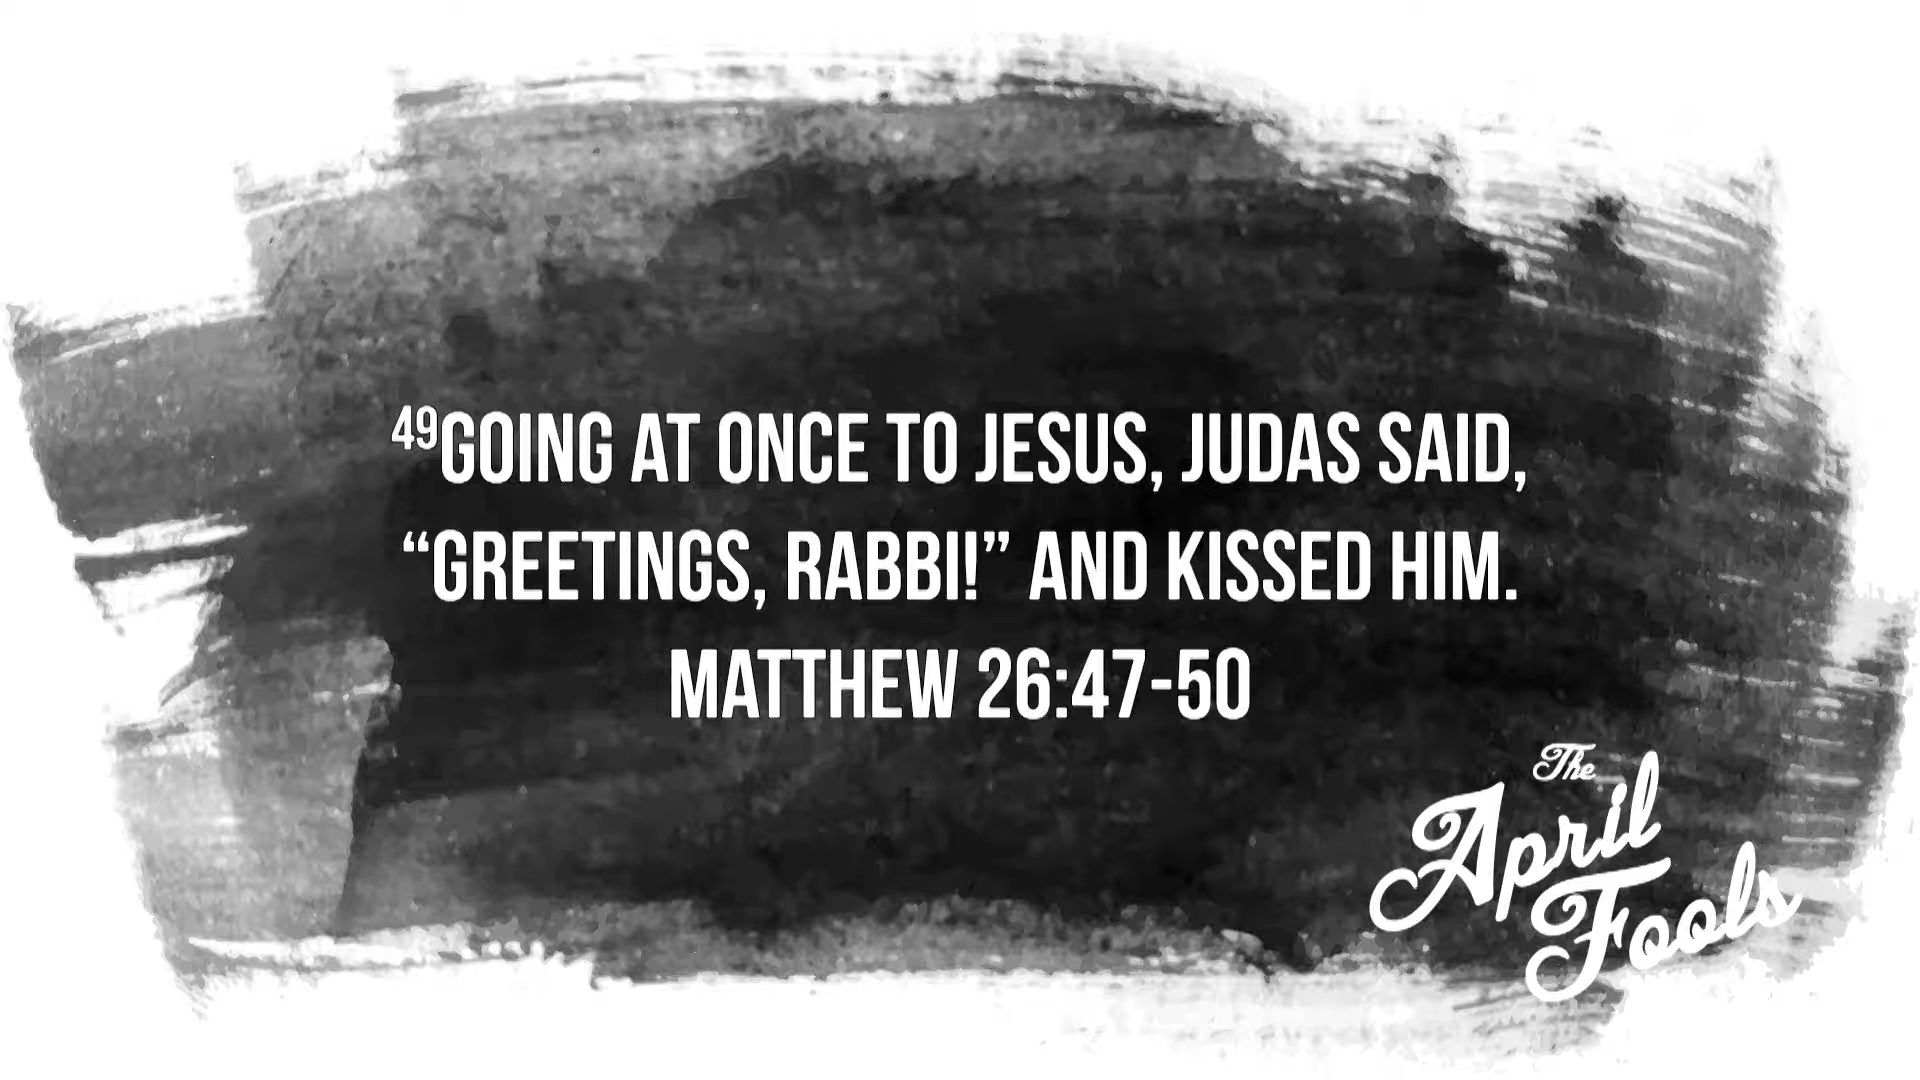 ⁴⁹GOING AT ONCE TO JESUS, JUDAS SAID,
“GREETINGS, RABBI!” AND KISSED HIM.
MATTHEW 26:47-50
The
April
Fools